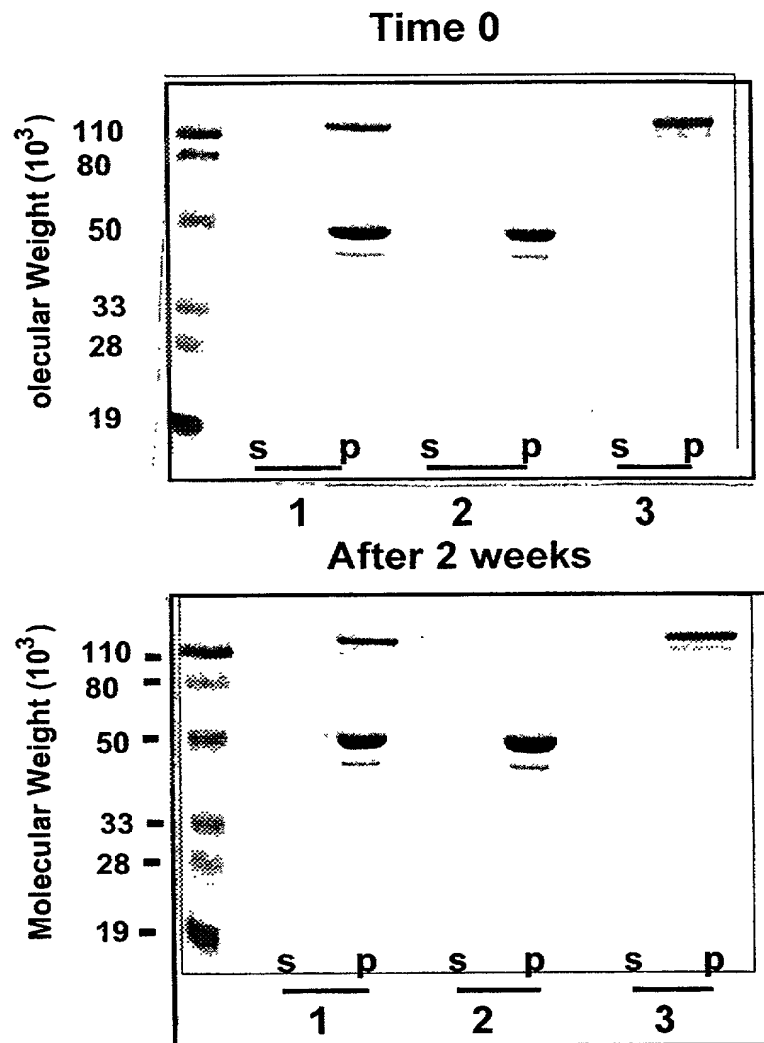 Time 0
olecular Weight (10³)
110
80
50
33
28
19
s p s p s p
1 2 3
After 2 weeks
Molecular Weight (10³)
110
80
50
33
28
19
s p s p s p
1 2 3